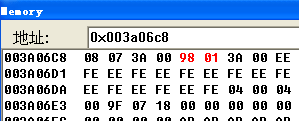 Memory
地址: 0x003a06c8
003A06C8 08 07 3A 00 98 01 3A 00 EE
003A06D1 FE EE FE EE FE EE FE EE FE
003A06DA EE FE EE FE EE FE 04 00 04
003A06E3 00 9F 07 18 00 00 00 00 00